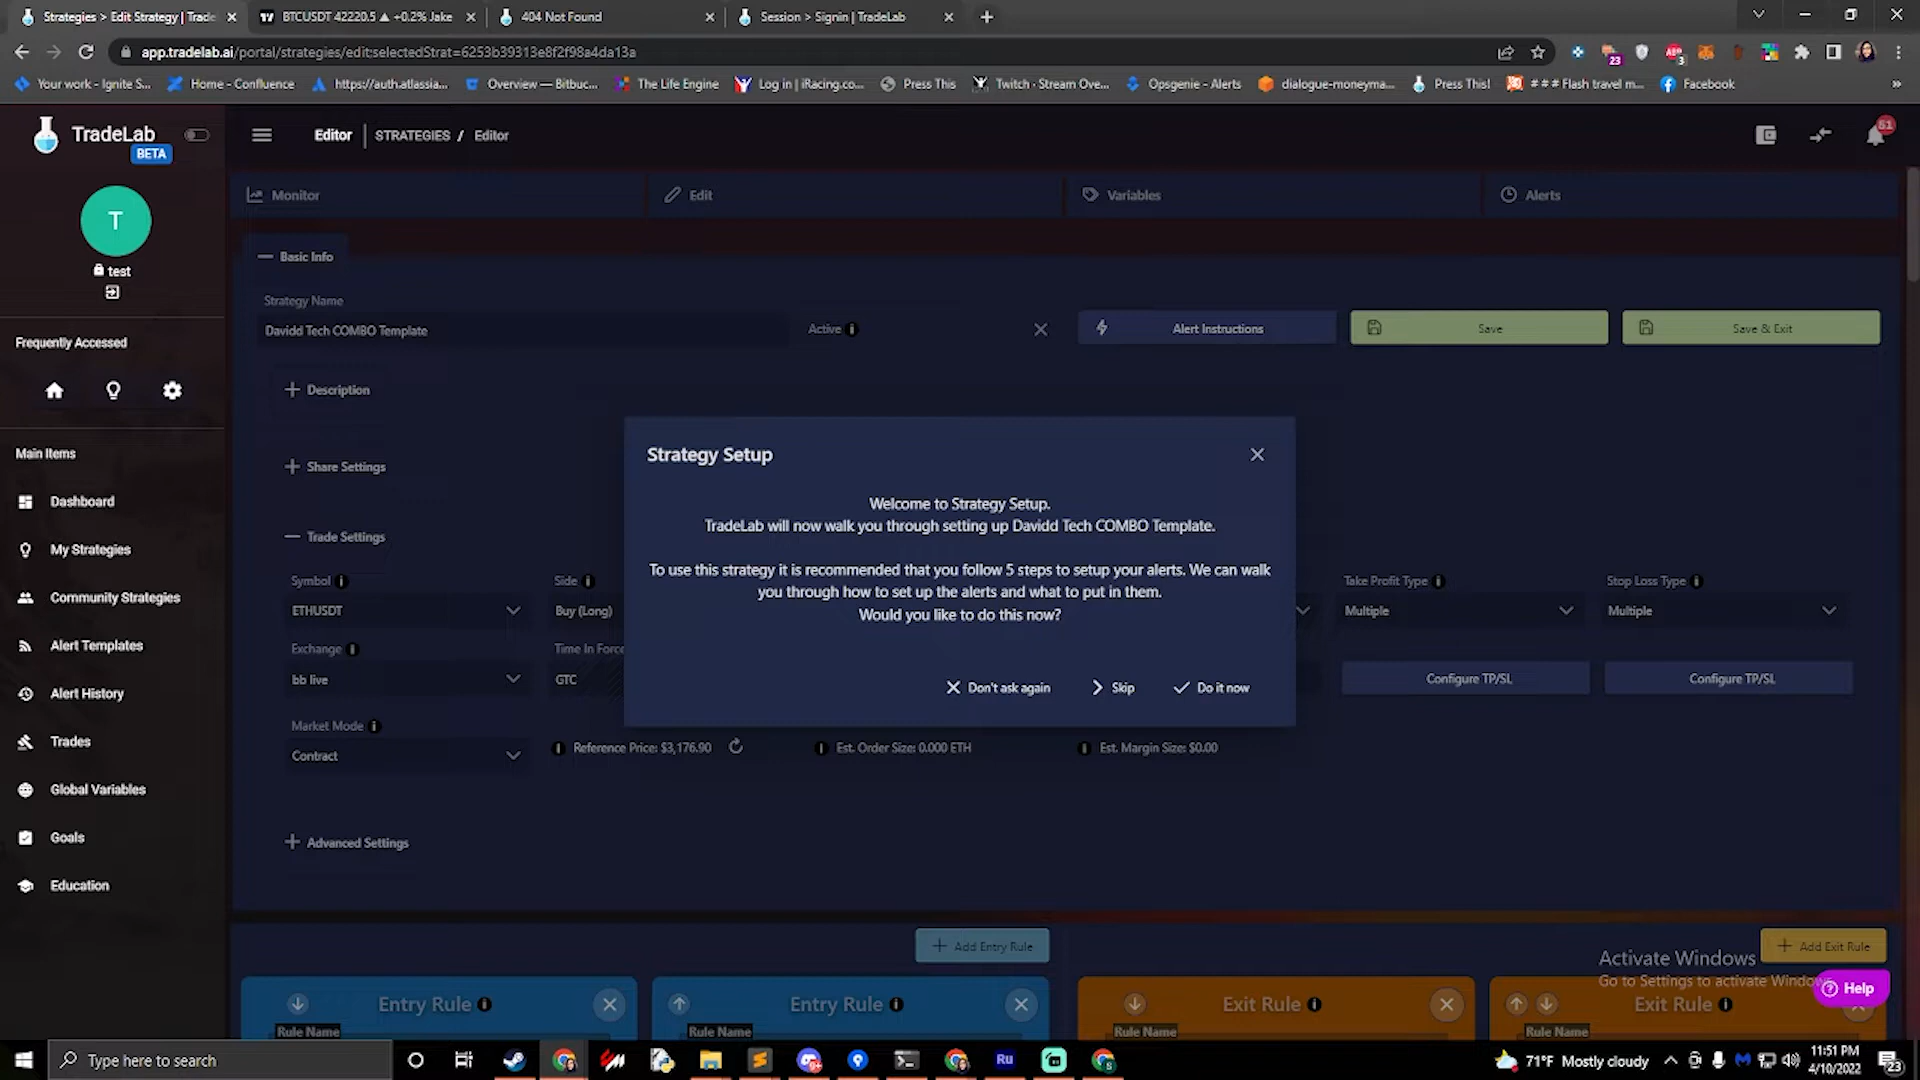 Strategies > Edit Strategy | Trade
BTCUSDT 42220.5 ▲ +0.2% Jake
404 Not Found
Session > Signin | TradeLab
app.tradelab.ai/portal/strategies/edit;selectedStrat=6253b39313e8f2f98a4da13a
23
3
Your work - Ignite S...
Home - Confluence
https://auth.atlassia...
Overview — Bitbuc...
The Life Engine
Log in | iRacing.co...
Press This
Twitch · Stream Ove...
Opsgenie - Alerts
dialogue-moneyma...
Press This!
# # # Flash travel m...
Facebook
TradeLab
BETA
Editor
STRATEGIES / Editor
51
T
test
Monitor
Edit
Variables
Alerts
Basic Info
Frequently Accessed
Strategy Name
Davidd Tech COMBO Template
Active
Alert Instructions
Save
Save & Exit
Description
Share Settings
Trade Settings
Main Items
Dashboard
My Strategies
Community Strategies
Alert Templates
Alert History
Trades
Global Variables
Goals
Education
Strategy Setup
Welcome to Strategy Setup.
TradeLab will now walk you through setting up Davidd Tech COMBO Template.
To use this strategy it is recommended that you follow 5 steps to setup your alerts. We can walk
you through how to set up the alerts and what to put in them.
Would you like to do this now?
Don't ask again
Skip
Do it now
Symbol
ETHUSDT
Side
Buy (Long)
Take Profit Type
Multiple
Stop Loss Type
Multiple
Exchange
bb live
Time In Force
GTC
Configure TP/SL
Configure TP/SL
Market Mode
Contract
Reference Price: $3,176.90
Est. Order Size: 0.000 ETH
Est. Margin Size: $0.00
Advanced Settings
Add Entry Rule
Add Exit Rule
Activate Windows
Go to Settings to activate Windows
Help
Entry Rule
Rule Name
Entry Rule
Rule Name
Exit Rule
Rule Name
Exit Rule
Rule Name
Type here to search
Ru
71°F Mostly cloudy
11:51 PM
4/10/2022
23